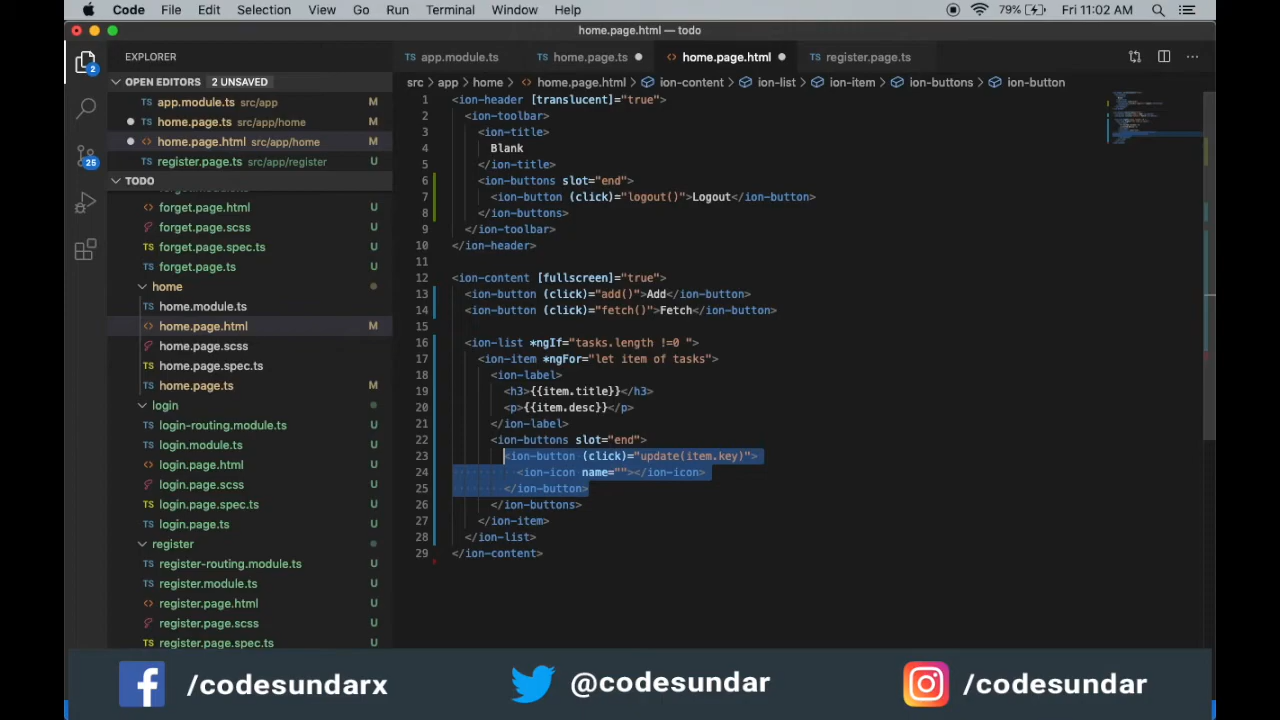 Code File Edit Selection View Go Run Terminal Window Help 79% Fri 11:02 AM
home.page.html — todo
EXPLORER
app.module.ts home.page.ts home.page.html register.page.ts
OPEN EDITORS 2 UNSAVED
app.module.ts src/app M
home.page.ts src/app/home M
home.page.html src/app/home M
register.page.ts src/app/register U
2
25
TODO
forget.page.html U
forget.page.scss U
forget.page.spec.ts U
forget.page.ts U
home
home.module.ts
home.page.html M
home.page.scss
home.page.spec.ts
home.page.ts M
login
login-routing.module.ts U
login.module.ts U
login.page.html U
login.page.scss U
login.page.spec.ts U
login.page.ts U
register
register-routing.module.ts U
register.module.ts U
register.page.html U
register.page.scss U
register.page.spec.ts U
src > app > home > home.page.html > ion-content > ion-list > ion-item > ion-buttons > ion-button
1 <ion-header [translucent]="true">
2 <ion-toolbar>
3 <ion-title>
4 Blank
5 </ion-title>
6 <ion-buttons slot="end">
7 <ion-button (click)="logout()">Logout</ion-button>
8 </ion-buttons>
9 </ion-toolbar>
10 </ion-header>
11
12 <ion-content [fullscreen]="true">
13 <ion-button (click)="add()">Add</ion-button>
14 <ion-button (click)="fetch()">Fetch</ion-button>
15
16 <ion-list *ngIf="tasks.length !=0 ">
17 <ion-item *ngFor="let item of tasks">
18 <ion-label>
19 <h3>{{item.title}}</h3>
20 <p>{{item.desc}}</p>
21 </ion-label>
22 <ion-buttons slot="end">
23 <ion-button (click)="update(item.key)">
24 <ion-icon name=""></ion-icon>
25 </ion-button>
26 </ion-buttons>
27 </ion-item>
28 </ion-list>
29 </ion-content>
/codesundarx @codesundar /codesundar